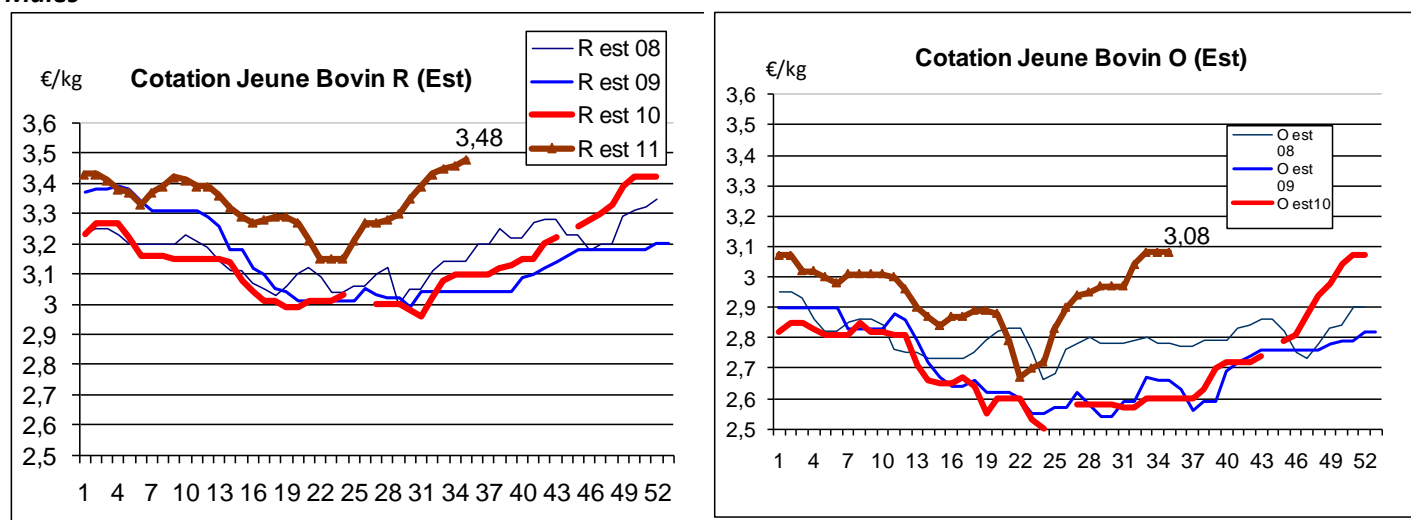 €/kg
Cotation Jeune Bovin R (Est)
R est 08
R est 09
R est 10
R est 11
3,48
3,6
3,5
3,4
3,3
3,2
3,1
3
2,9
2,8
2,7
2,6
2,5
1 4 7 10 13 16 19 22 25 28 31 34 37 40 43 46 49 52
€/kg
Cotation Jeune Bovin O (Est)
O est
08
O est
09
O est10
3,08
3,6
3,5
3,4
3,3
3,2
3,1
3,0
2,9
2,8
2,7
2,6
2,5
1 4 7 10 13 16 19 22 25 28 31 34 37 40 43 46 49 52